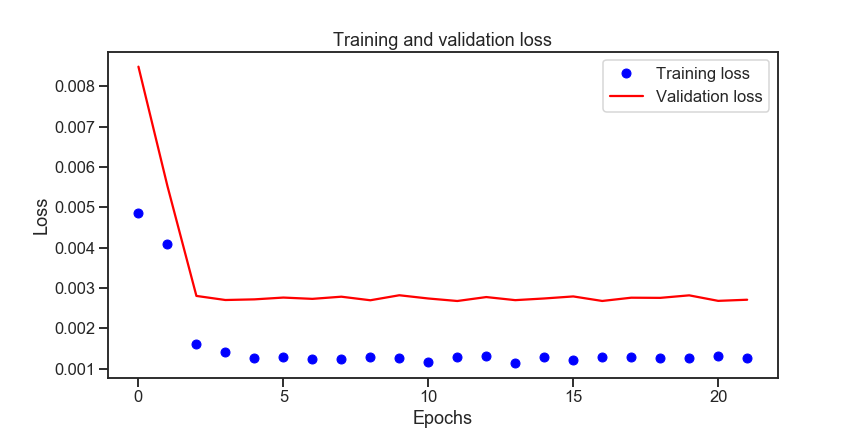 Training and validation loss
Training loss
Validation loss
0.008
0.007
0.006
0.005
0.004
0.003
0.002
0.001
Loss
0 5 10 15 20
Epochs